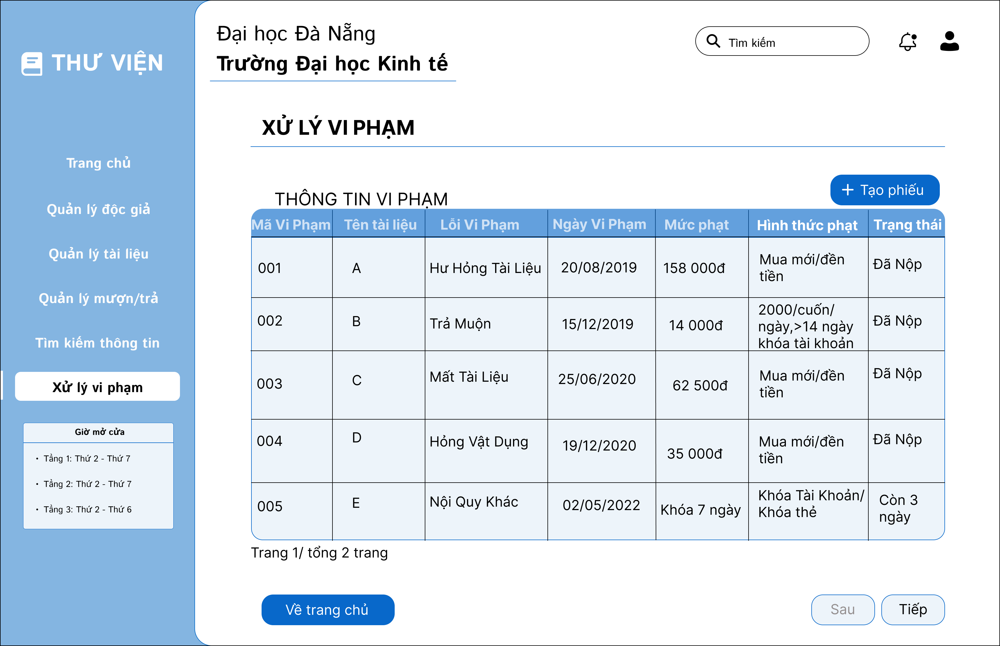 THƯ VIỆN
Đại học Đà Nẵng
Trường Đại học Kinh tế
Tìm kiếm
Trang chủ
Quản lý độc giả
Quản lý tài liệu
Quản lý mượn/trả
Tìm kiếm thông tin
Xử lý vi phạm
Giờ mở cửa
• Tầng 1: Thứ 2 - Thứ 7
• Tầng 2: Thứ 2 - Thứ 7
• Tầng 3: Thứ 2 - Thứ 6
XỬ LÝ VI PHẠM
THÔNG TIN VI PHẠM
+ Tạo phiếu
Mã Vi Phạm Tên tài liệu Lỗi Vi Phạm Ngày Vi Phạm Mức phạt Hình thức phạt Trạng thái
001 A Hư Hỏng Tài Liệu 20/08/2019 158 000đ Mua mới/đền
tiền
Đã Nộp
002 B Trả Muộn 15/12/2019 14 000đ 2000/cuốn/
ngày,>14 ngày
khóa tài khoản
Đã Nộp
003 C Mất Tài Liệu 25/06/2020 62 500đ Mua mới/đền
tiền
Đã Nộp
004 D Hỏng Vật Dụng 19/12/2020 35 000đ Mua mới/đền
tiền
Đã Nộp
005 E Nội Quy Khác 02/05/2022 Khóa 7 ngày Khóa Tài Khoản/
Khóa thẻ
Còn 3
ngày
Trang 1/ tổng 2 trang
Về trang chủ
Sau
Tiếp